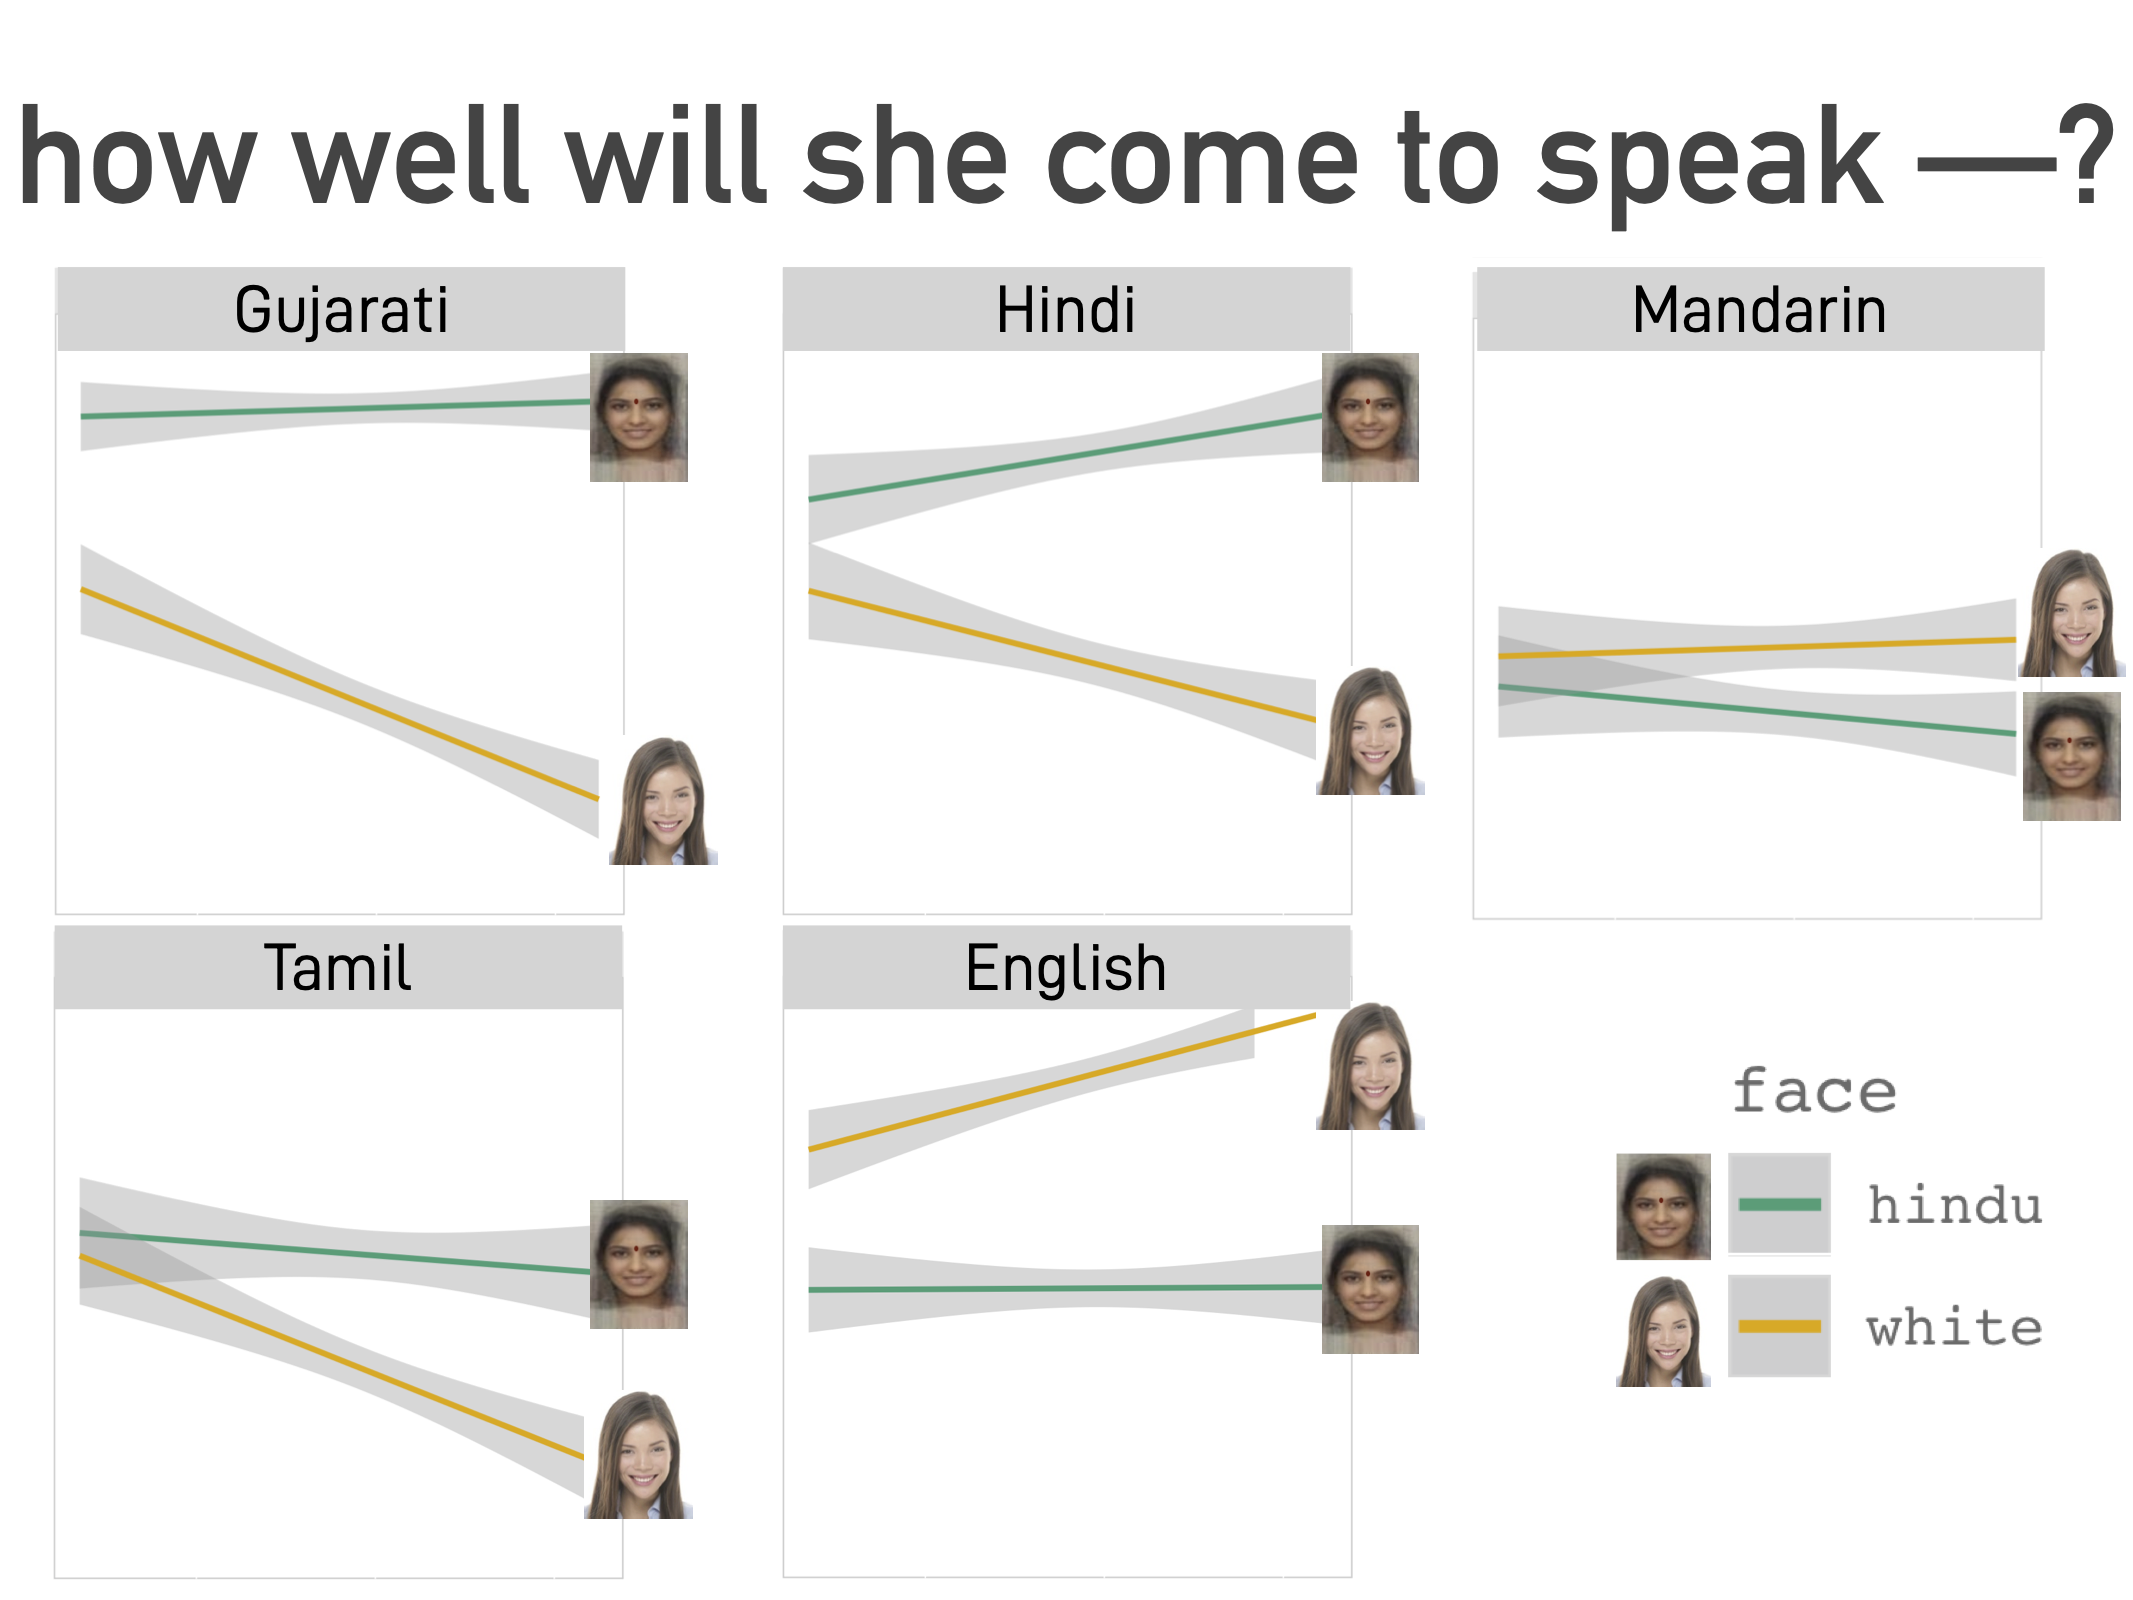 how well will she come to speak —?
Gujarati
Hindi
Mandarin
Tamil
English
face
hindu
white